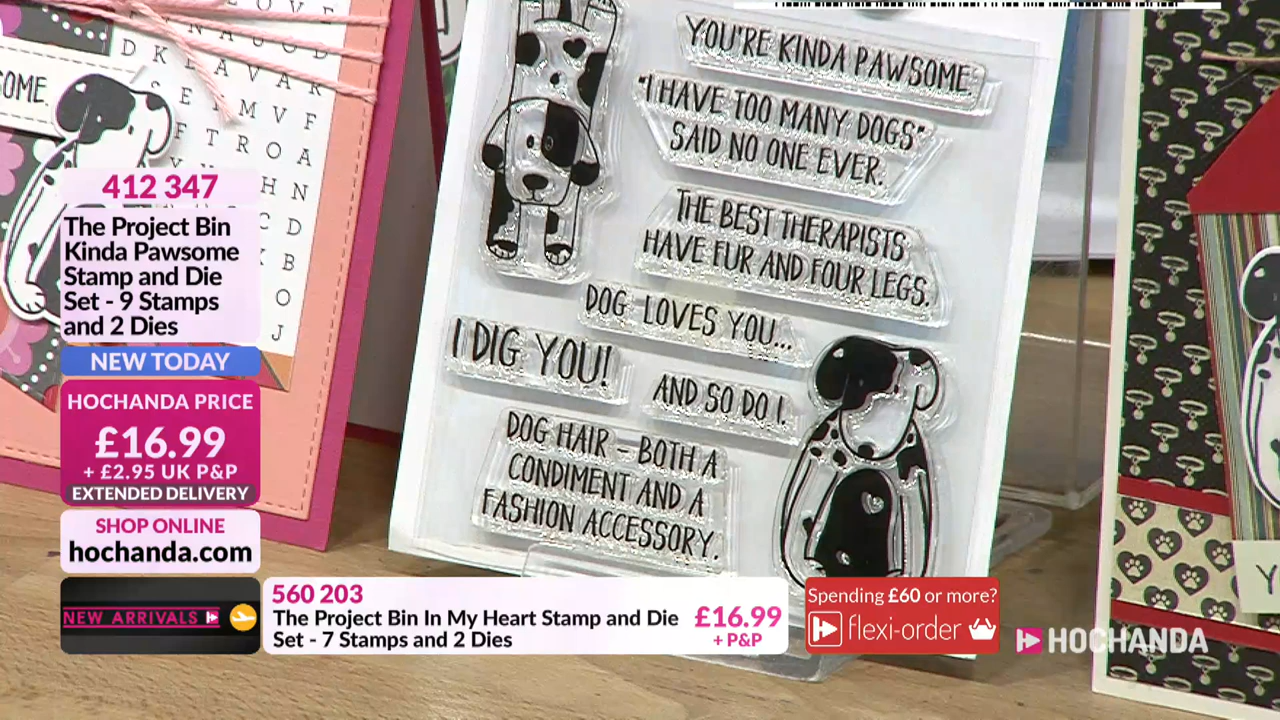 SOME.
YOU'RE KINDA PAWSOME.
"I HAVE TOO MANY DOGS"
SAID NO ONE EVER.
THE BEST THERAPISTS
HAVE FUR AND FOUR LEGS.
DOG LOVES YOU...
I DIG YOU!
AND SO DO I.
DOG HAIR – BOTH A
CONDIMENT AND A
FASHION ACCESSORY.
412 347
The Project Bin
Kinda Pawsome
Stamp and Die
Set - 9 Stamps
and 2 Dies
NEW TODAY
HOCHANDA PRICE
£16.99
+ £2.95 UK P&P
EXTENDED DELIVERY
SHOP ONLINE
hochanda.com
NEW ARRIVALS
560 203
The Project Bin In My Heart Stamp and Die
Set - 7 Stamps and 2 Dies
£16.99
+ P&P
Spending £60 or more?
flexi-order
HOCHANDA
Y